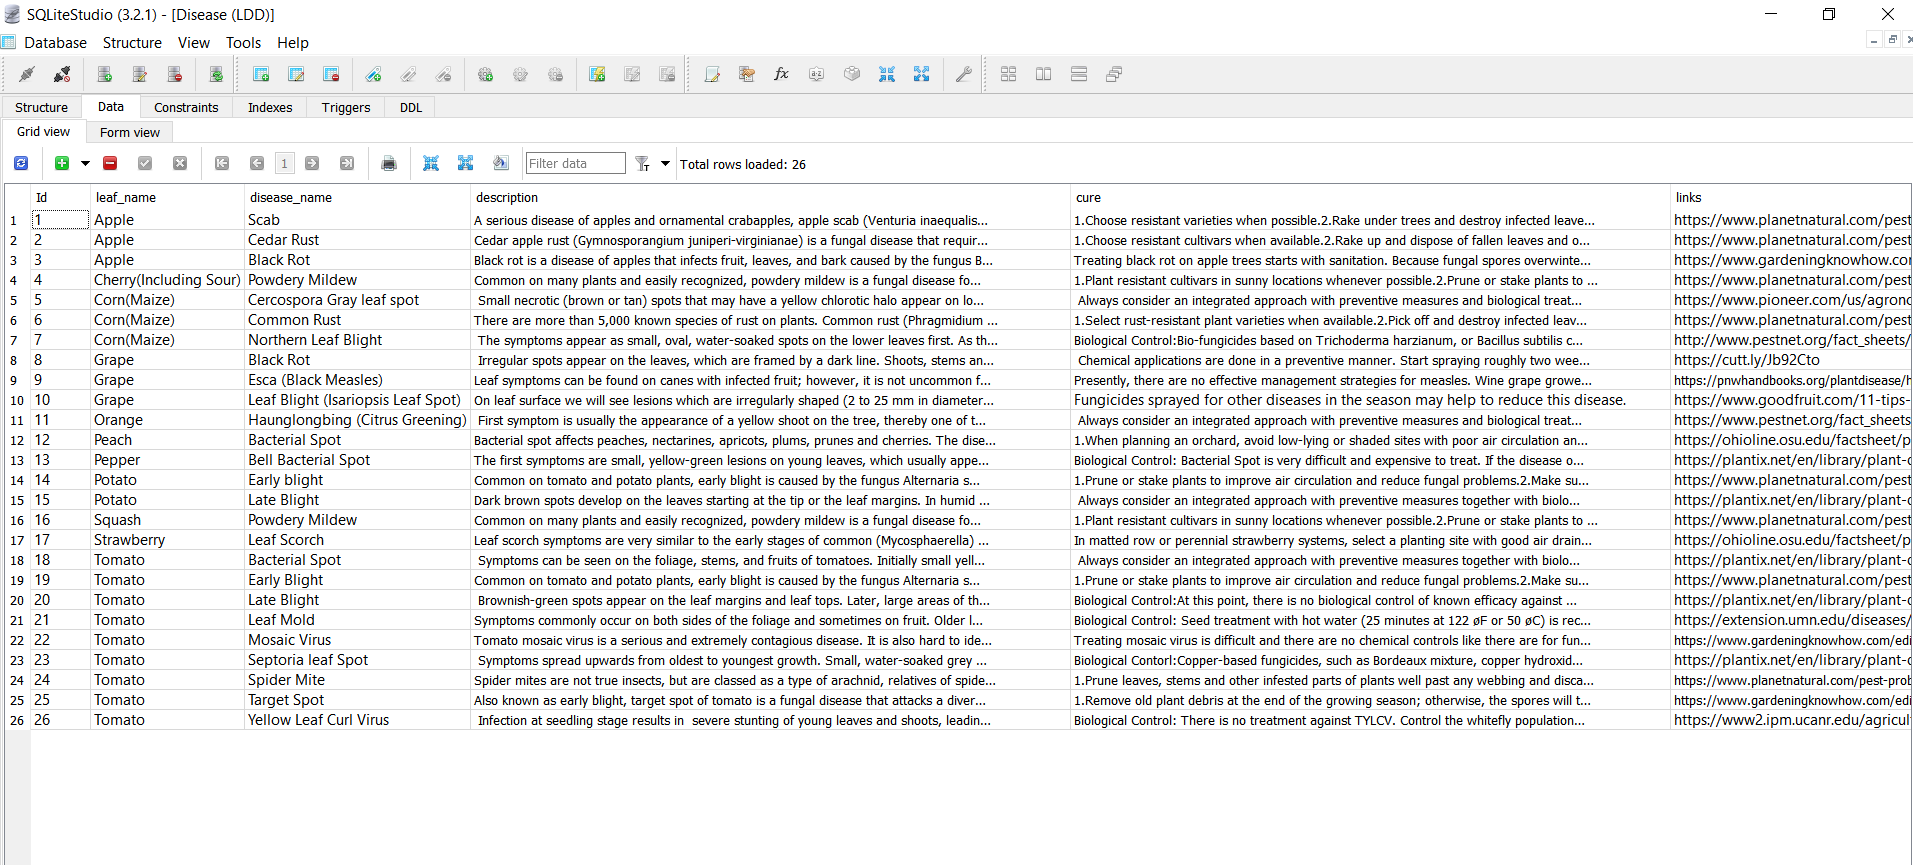 SQLiteStudio (3.2.1) - [Disease (LDD)]
Database Structure View Tools Help
Structure Data Constraints Indexes Triggers DDL
Grid view Form view
1 Filter data Total rows loaded: 26
Id leaf_name disease_name description cure links
1 1 Apple Scab A serious disease of apples and ornamental crabapples, apple scab (Venturia inaequalis... 1.Choose resistant varieties when possible.2.Rake under trees and destroy infected leave... https://www.planetnatural.com/pest
2 2 Apple Cedar Rust Cedar apple rust (Gymnosporangium juniperi-virginianae) is a fungal disease that requir... 1.Choose resistant cultivars when available.2.Rake up and dispose of fallen leaves and o... https://www.planetnatural.com/pest
3 3 Apple Black Rot Black rot is a disease of apples that infects fruit, leaves, and bark caused by the fungus B... Treating black rot on apple trees starts with sanitation. Because fungal spores overwinte... https://www.gardeningknowhow.co
4 4 Cherry(Including Sour) Powdery Mildew Common on many plants and easily recognized, powdery mildew is a fungal disease fo... 1.Plant resistant cultivars in sunny locations whenever possible.2.Prune or stake plants to ... https://www.planetnatural.com/pest
5 5 Corn(Maize) Cercospora Gray leaf spot Small necrotic (brown or tan) spots that may have a yellow chlorotic halo appear on lo... Always consider an integrated approach with preventive measures and biological treat... https://www.pioneer.com/us/agrono
6 6 Corn(Maize) Common Rust There are more than 5,000 known species of rust on plants. Common rust (Phragmidium ... 1.Select rust-resistant plant varieties when available.2.Pick off and destroy infected leav... https://www.planetnatural.com/pest
7 7 Corn(Maize) Northern Leaf Blight The symptoms appear as small, oval, water-soaked spots on the lower leaves first. As th... Biological Control:Bio-fungicides based on Trichoderma harzianum, or Bacillus subtilis c... http://www.pestnet.org/fact_sheets/
8 8 Grape Black Rot Irregular spots appear on the leaves, which are framed by a dark line. Shoots, stems an... Chemical applications are done in a preventive manner. Start spraying roughly two wee... https://cutt.ly/Jb92Cto
9 9 Grape Esca (Black Measles) Leaf symptoms can be found on canes with infected fruit; however, it is not uncommon f... Presently, there are no effective management strategies for measles. Wine grape growe... https://pnwhandbooks.org/plantdisease/h
10 10 Grape Leaf Blight (Isariopsis Leaf Spot) On leaf surface we will see lesions which are irregularly shaped (2 to 25 mm in diameter... Fungicides sprayed for other diseases in the season may help to reduce this disease. https://www.goodfruit.com/11-tips-
11 11 Orange Haunglongbing (Citrus Greening) First symptom is usually the appearance of a yellow shoot on the tree, thereby one of t... Always consider an integrated approach with preventive measures and biological treat... https://www.pestnet.org/fact_sheets
12 12 Peach Bacterial Spot Bacterial spot affects peaches, nectarines, apricots, plums, prunes and cherries. The dise... 1.When planning an orchard, avoid low-lying or shaded sites with poor air circulation an... https://ohioline.osu.edu/factsheet/p
13 13 Pepper Bell Bacterial Spot The first symptoms are small, yellow-green lesions on young leaves, which usually appe... Biological Control: Bacterial Spot is very difficult and expensive to treat. If the disease o... https://plantix.net/en/library/plant-d
14 14 Potato Early blight Common on tomato and potato plants, early blight is caused by the fungus Alternaria s... 1.Prune or stake plants to improve air circulation and reduce fungal problems.2.Make su... https://www.planetnatural.com/pest
15 15 Potato Late Blight Dark brown spots develop on the leaves starting at the tip or the leaf margins. In humid ... Always consider an integrated approach with preventive measures together with biolo... https://plantix.net/en/library/plant-d
16 16 Squash Powdery Mildew Common on many plants and easily recognized, powdery mildew is a fungal disease fo... 1.Plant resistant cultivars in sunny locations whenever possible.2.Prune or stake plants to ... https://www.planetnatural.com/pest
17 17 Strawberry Leaf Scorch Leaf scorch symptoms are very similar to the early stages of common (Mycosphaerella) ... In matted row or perennial strawberry systems, select a planting site with good air drain... https://ohioline.osu.edu/factsheet/p
18 18 Tomato Bacterial Spot Symptoms can be seen on the foliage, stems, and fruits of tomatoes. Initially small yell... Always consider an integrated approach with preventive measures together with biolo... https://plantix.net/en/library/plant-d
19 19 Tomato Early Blight Common on tomato and potato plants, early blight is caused by the fungus Alternaria s... 1.Prune or stake plants to improve air circulation and reduce fungal problems.2.Make su... https://www.planetnatural.com/pest
20 20 Tomato Late Blight Brownish-green spots appear on the leaf margins and leaf tops. Later, large areas of th... Biological Control:At this point, there is no biological control of known efficacy against ... https://plantix.net/en/library/plant-d
21 21 Tomato Leaf Mold Symptoms commonly occur on both sides of the foliage and sometimes on fruit. Older l... Biological Control: Seed treatment with hot water (25 minutes at 122 øF or 50 øC) is rec... https://extension.umn.edu/diseases/
22 22 Tomato Mosaic Virus Tomato mosaic virus is a serious and extremely contagious disease. It is also hard to ide... Treating mosaic virus is difficult and there are no chemical controls like there are for fun... https://www.gardeningknowhow.com/edi
23 23 Tomato Septoria leaf Spot Symptoms spread upwards from oldest to youngest growth. Small, water-soaked grey ... Biological Contorl:Copper-based fungicides, such as Bordeaux mixture, copper hydroxid... https://plantix.net/en/library/plant-d
24 24 Tomato Spider Mite Spider mites are not true insects, but are classed as a type of arachnid, relatives of spide... 1.Prune leaves, stems and other infested parts of plants well past any webbing and disca... https://www.planetnatural.com/pest-prob
25 25 Tomato Target Spot Also known as early blight, target spot of tomato is a fungal disease that attacks a diver... 1.Remove old plant debris at the end of the growing season; otherwise, the spores will t... https://www.gardeningknowhow.com/edi
26 26 Tomato Yellow Leaf Curl Virus Infection at seedling stage results in  severe stunting of young leaves and shoots, leadin... Biological Control: There is no treatment against TYLCV. Control the whitefly population... https://www2.ipm.ucanr.edu/agricul